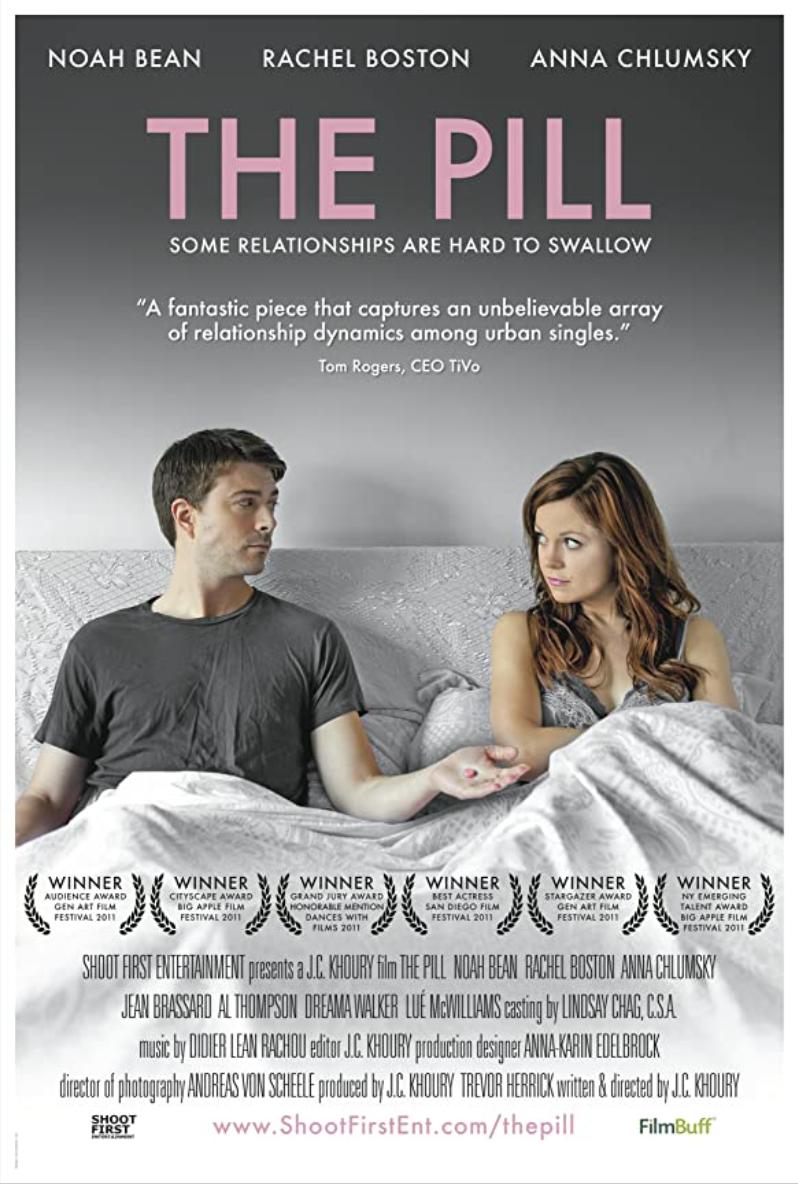 NOAH BEAN RACHEL BOSTON ANNA CHLUMSKY
THE PILL
SOME RELATIONSHIPS ARE HARD TO SWALLOW
“A fantastic piece that captures an unbelievable array
of relationship dynamics among urban singles.”
Tom Rogers, CEO TiVo
WINNER
AUDIENCE AWARD
GEN ART FILM
FESTIVAL 2011
WINNER
CITYSCAPE AWARD
BIG APPLE FILM
FESTIVAL 2011
WINNER
GRAND JURY AWARD
HONORABLE MENTION
DANCES WITH
FILMS 2011
WINNER
BEST ACTRESS
SAN DIEGO FILM
FESTIVAL 2011
WINNER
STARGAZER AWARD
GEN ART FILM
FESTIVAL 2011
WINNER
NY EMERGING
TALENT AWARD
BIG APPLE FILM
FESTIVAL 2011
SHOOT FIRST ENTERTAINMENT presents a J.C. KHOURY film THE PILL NOAH BEAN RACHEL BOSTON ANNA CHLUMSKY
JEAN BRASSARD AL THOMPSON DREAMA WALKER LUÉ McWILLIAMS casting by LINDSAY CHAG, C.S.A.
music by DIDIER LEAN RACHOU editor J.C. KHOURY production designer ANNA-KARIN EDELBROCK
director of photography ANDREAS VON SCHEELE produced by J.C. KHOURY TREVOR HERRICK written & directed by J.C. KHOURY
SHOOT
FIRST
ENTERTAINMENT
www.ShootFirstEnt.com/thepill
FilmBuff